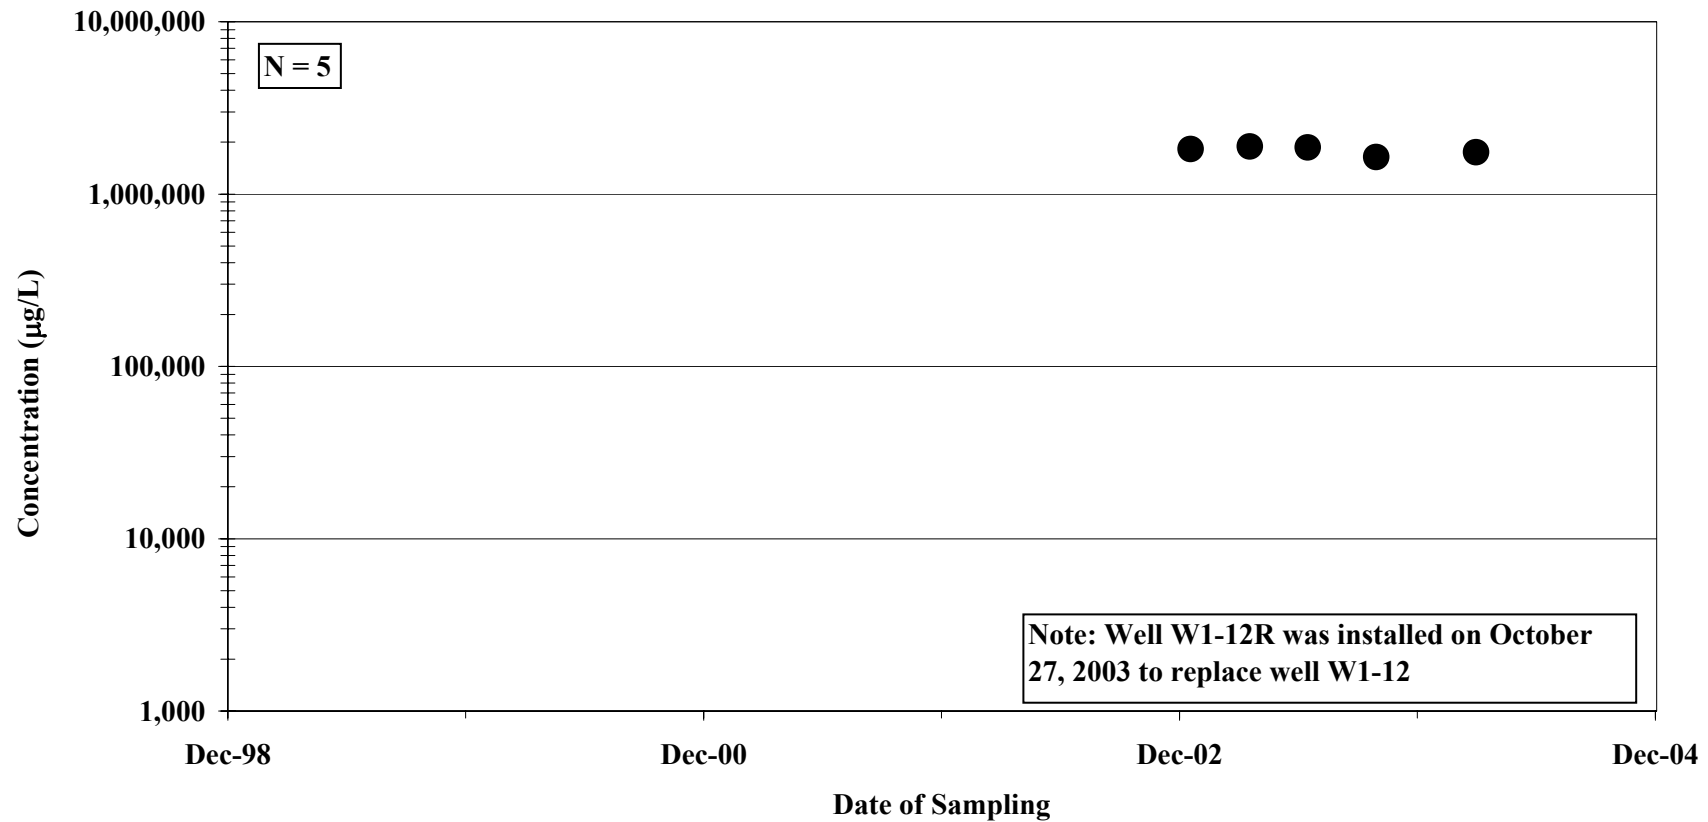 10,000,000
N = 5
1,000,000
100,000
10,000
1,000
Concentration (µg/L)
Note: Well W1-12R was installed on October
27, 2003 to replace well W1-12
Dec-98
Dec-00
Dec-02
Dec-04
Date of Sampling